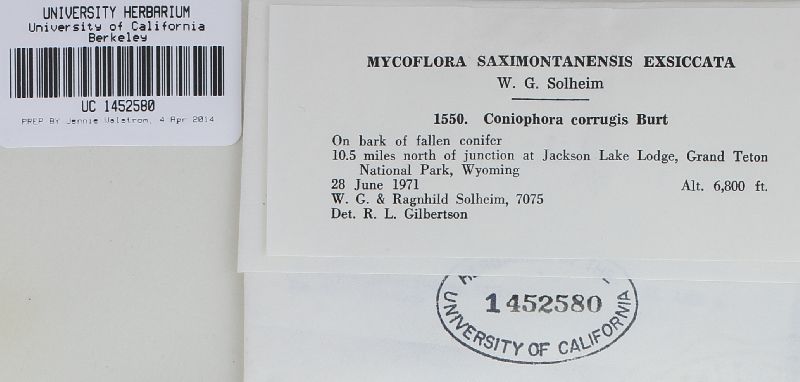 UNIVERSITY HERBARIUM
University of California
Berkeley
UC 1452580
PREP BY Jennie Walstrom, 4 Apr 2014
MYCOFLORA SAXIMONTANENSIS EXSICCATA
W. G. Solheim
1550. Coniophora corrugis Burt
On bark of fallen conifer
10.5 miles north of junction at Jackson Lake Lodge, Grand Teton
National Park, Wyoming
28 June 1971 Alt. 6,800 ft.
W. G. & Ragnhild Solheim, 7075
Det. R. L. Gilbertson
1452580
UNIVERSITY OF CALIFORNIA